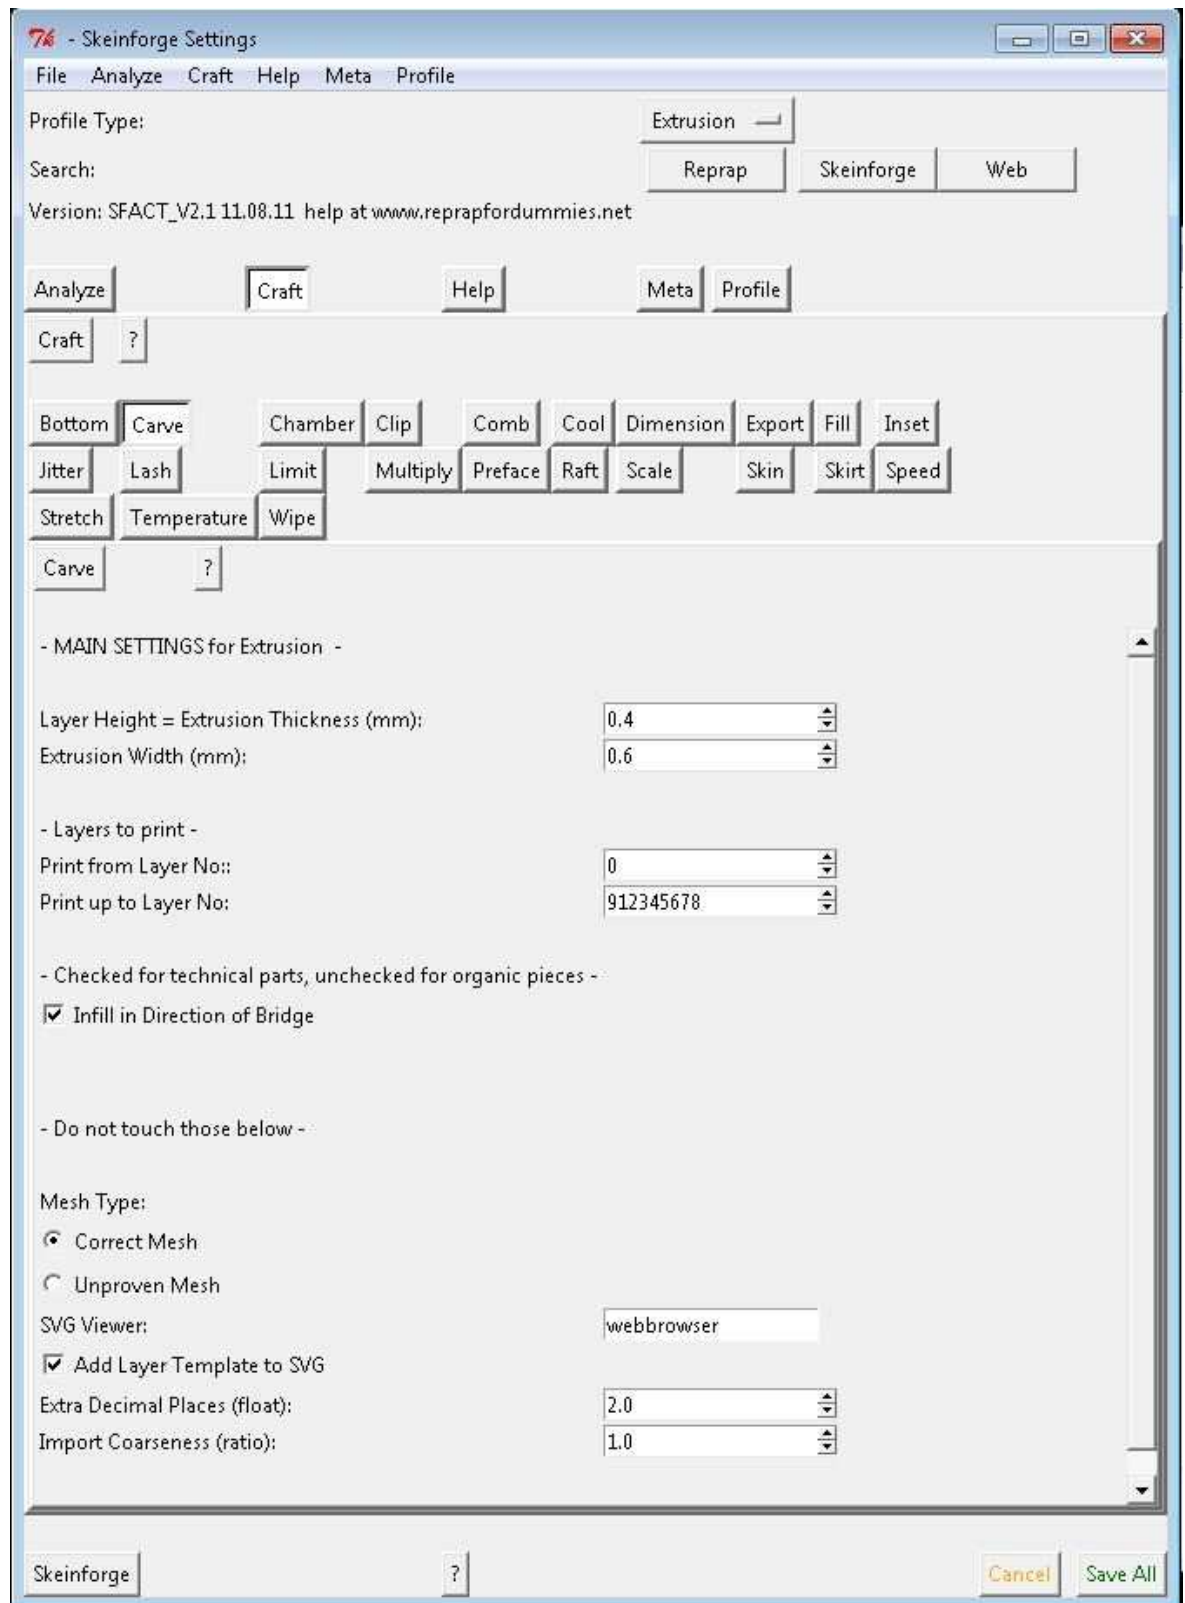 - Skeinforge Settings
File Analyze Craft Help Meta Profile
Profile Type: Extrusion
Search: Reprap Skeinforge Web
Version: SFACT_V2.1 11.08.11 help at www.reprapfordummies.net
Analyze Craft Help Meta Profile
Craft ?
Bottom Carve Chamber Clip Comb Cool Dimension Export Fill Inset
Jitter Lash Limit Multiply Preface Raft Scale Skin Skirt Speed
Stretch Temperature Wipe
Carve ?
- MAIN SETTINGS for Extrusion -
Layer Height = Extrusion Thickness (mm): 0.4
Extrusion Width (mm): 0.6
- Layers to print -
Print from Layer No:: 0
Print up to Layer No: 912345678
- Checked for technical parts, unchecked for organic pieces -
Infill in Direction of Bridge
- Do not touch those below -
Mesh Type:
Correct Mesh
Unproven Mesh
SVG Viewer: webbrowser
Add Layer Template to SVG
Extra Decimal Places (float): 2.0
Import Coarseness (ratio): 1.0
Skeinforge ? Cancel Save All